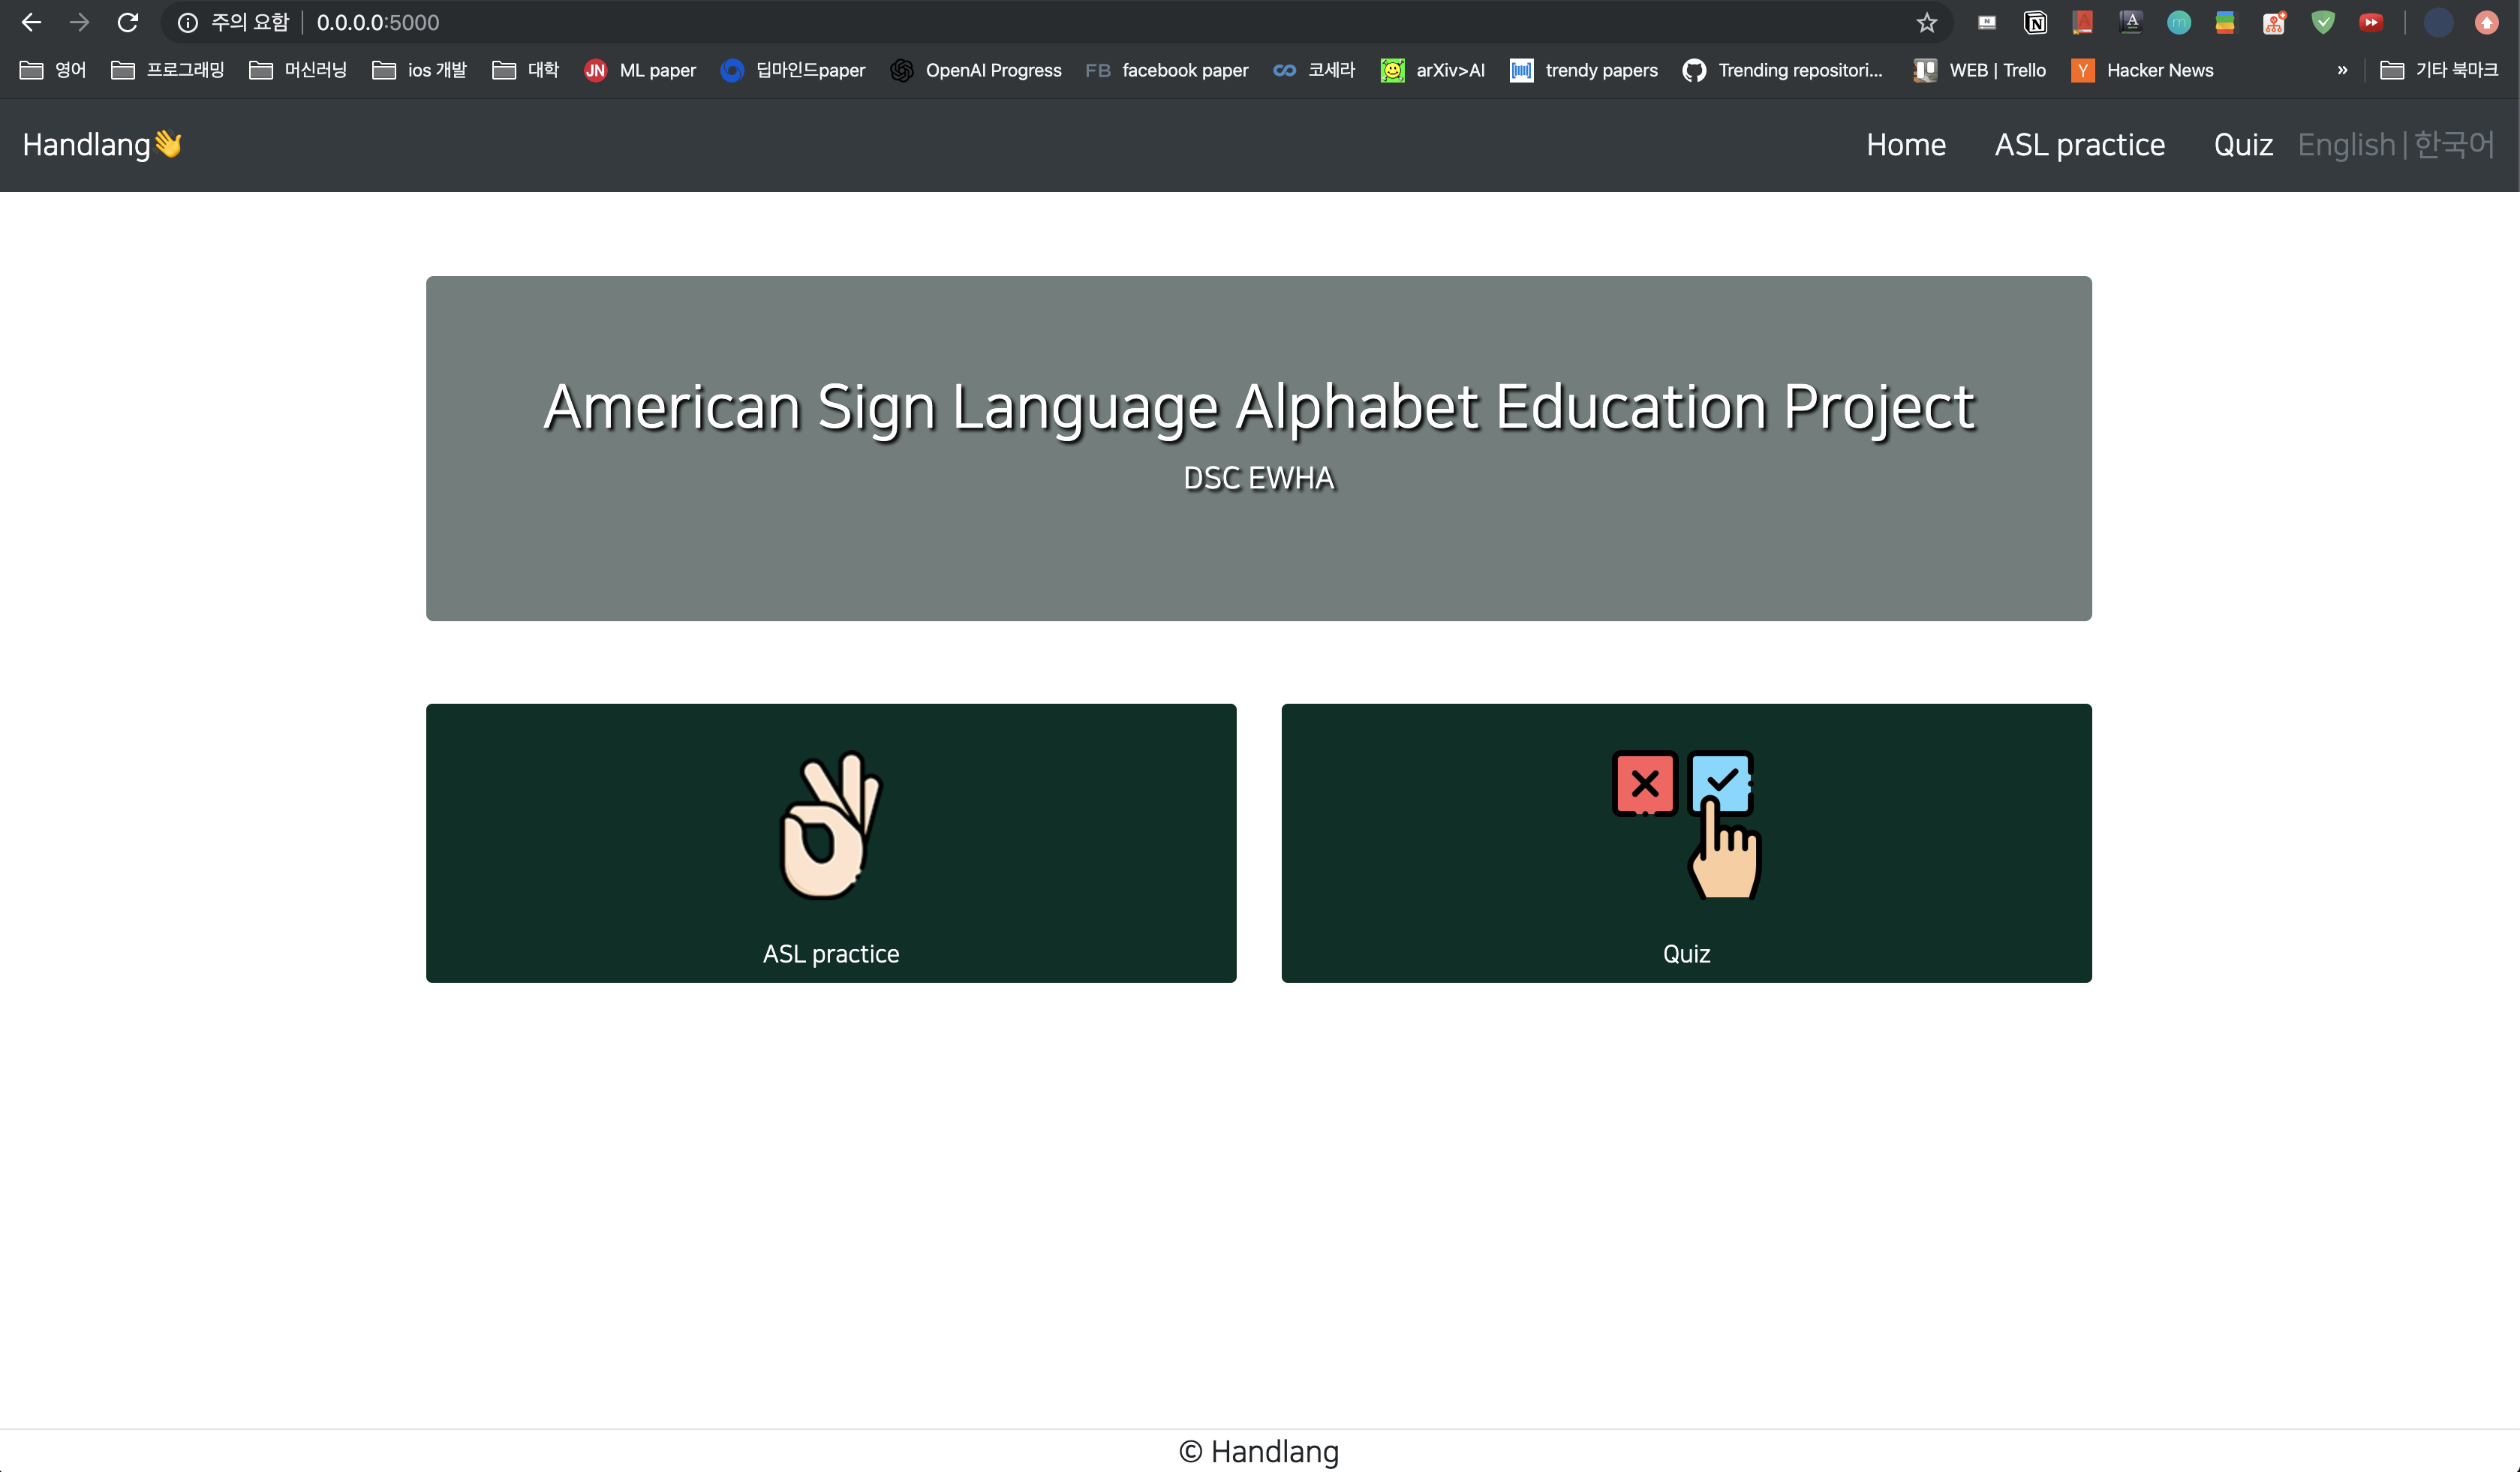 주의 요함 0.0.0.0:5000
영어 프로그래밍 머신러닝 ios 개발 대학 JN ML paper 딥마인드paper OpenAI Progress FB facebook paper 코세라 arXiv>AI trendy papers Trending repositori... WEB | Trello Y Hacker News » 기타 북마크
Handlang👋 Home ASL practice Quiz English | 한국어
American Sign Language Alphabet Education Project
DSC EWHA
ASL practice Quiz
© Handlang